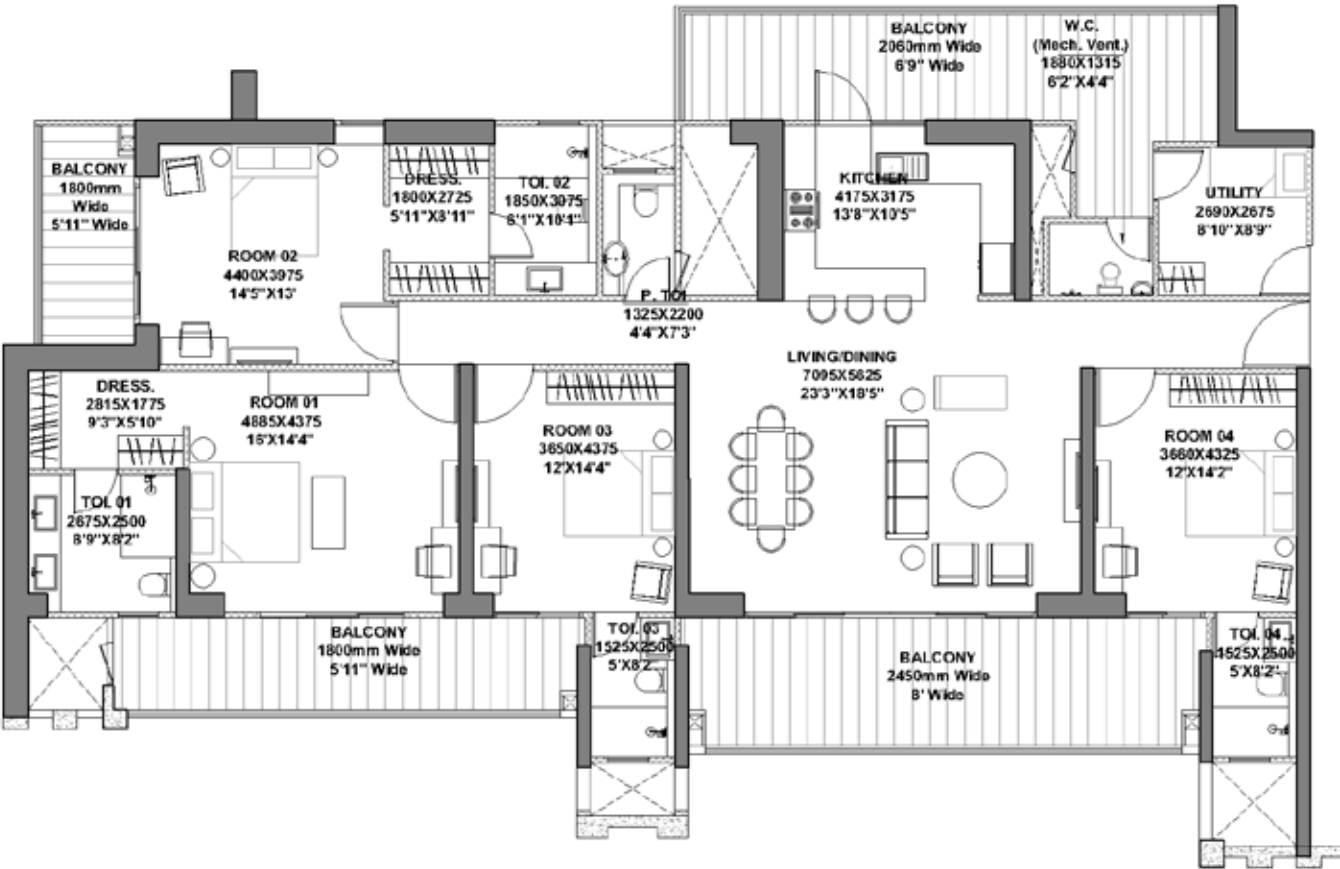 BALCONY
2060mm Wide
6'9" Wide
W.C.
(Mech. Vent.)
1880X1315
6'2"X4'4"
BALCONY
1800mm
Wide
5'11" Wide
DRESS.
1800X2725
5'11"X8'11"
TOI. 02
1850X3075
6'1"X10'1"
KITCHEN
4175X3175
13'8"X10'5"
UTILITY
2690X2675
8'10"X8'9"
ROOM 02
4400X3975
14'5"X13'
P. TOI
1325X2200
4'4"X7'3"
LIVING/DINING
7095X5625
23'3"X18'5"
DRESS.
2815X1775
9'3"X5'10"
ROOM 01
4885X4375
16'X14'4"
ROOM 03
3650X4375
12'X14'4"
ROOM 04
3660X4325
12'X14'2"
TOI. 01
2675X2500
8'9"X8'2"
BALCONY
1800mm Wide
5'11" Wide
TOI. 03
1525X2500
5'X8'2
BALCONY
2450mm Wide
8' Wide
TOI. 04
1525X2500
5'X8'2"